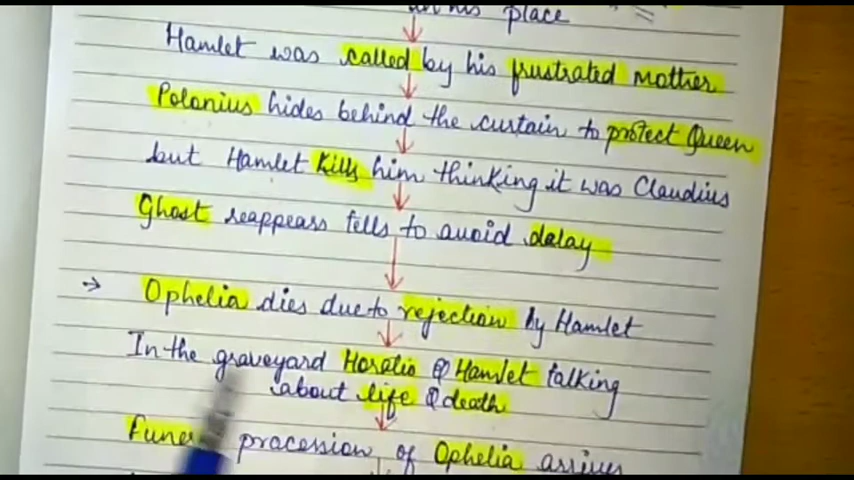 in his place
Hamlet was called by his frustrated Mother
Polonius hides behind the curtain to protect Queen
but Hamlet kills him thinking it was Claudius
Ghost reappears tells to avoid delay
→ Ophelia dies due to rejection by Hamlet
In the graveyard Horatio & Hamlet talking
about life & death
procession of Ophelia arrives